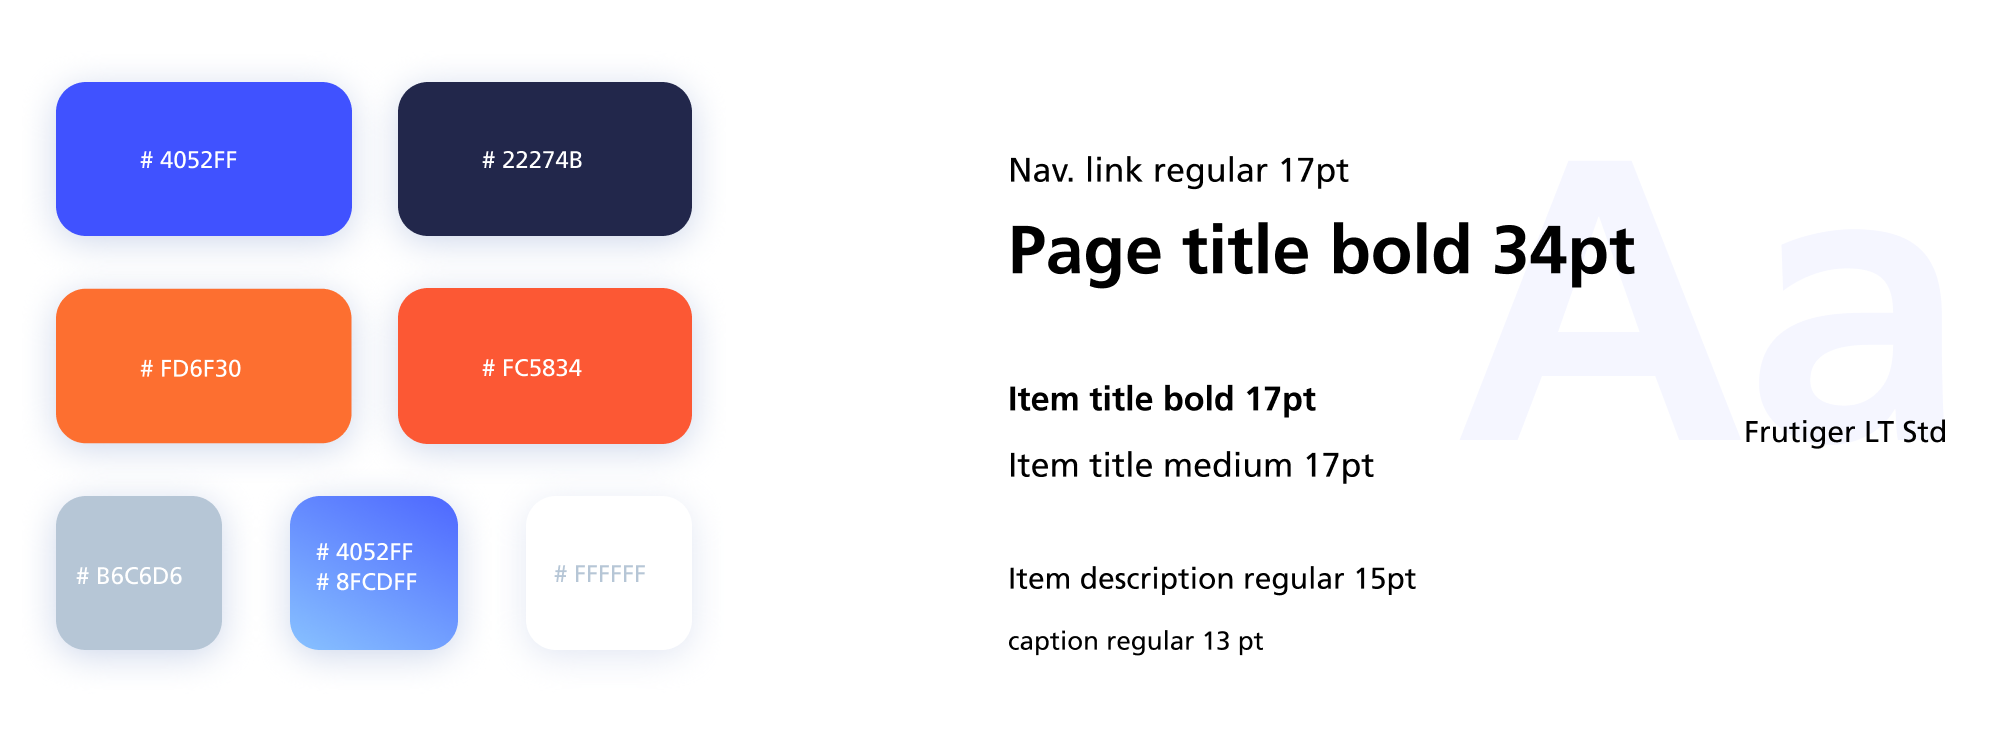 # 4052FF
# 22274B
# FD6F30
# FC5834
# B6C6D6
# 4052FF
# 8FCDFF
# FFFFFF
Nav. link regular 17pt
Page title bold 34pt
Item title bold 17pt
Item title medium 17pt
Item description regular 15pt
caption regular 13 pt
Aa
Frutiger LT Std